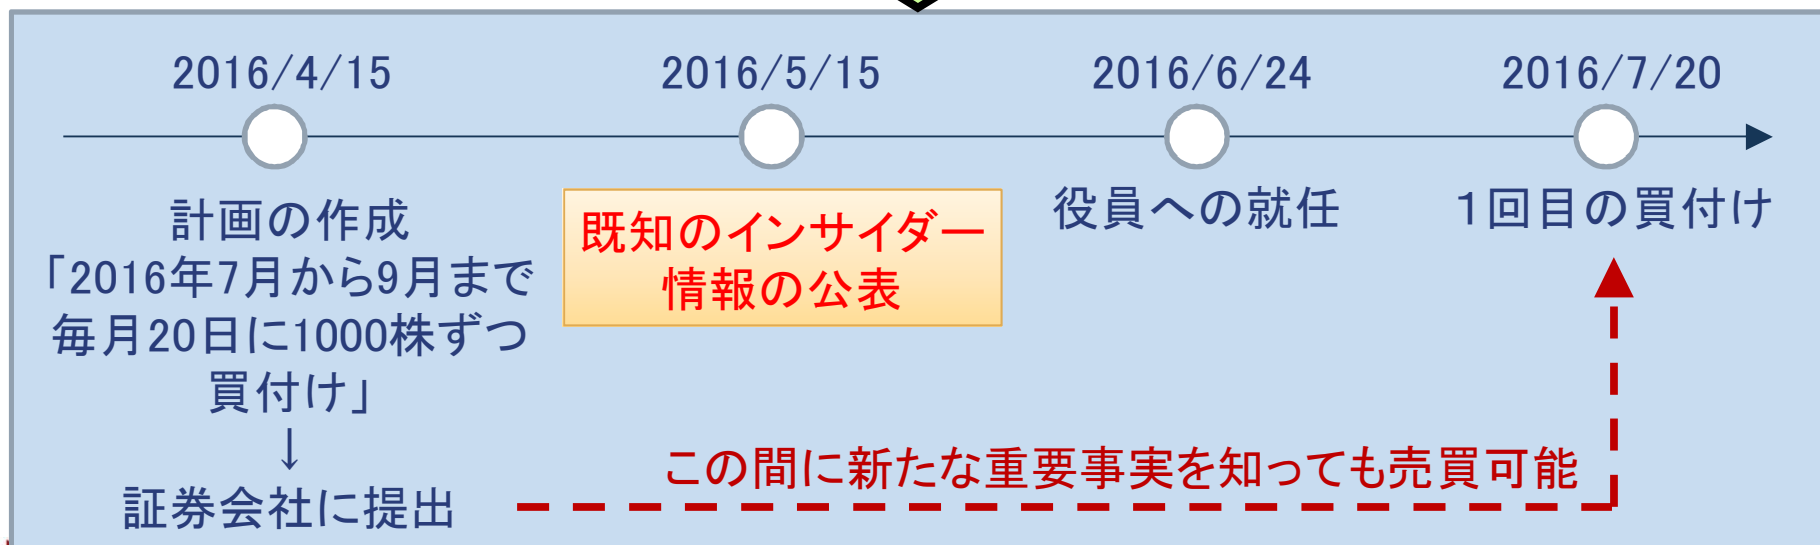 2016/4/15
2016/5/15
2016/6/24
2016/7/20
計画の作成
「2016年7月から9月まで
毎月20日に1000株ずつ
買付け」
↓
証券会社に提出
既知のインサイダー
情報の公表
役員への就任
1回目の買付け
この間に新たな重要事実を知っても売買可能